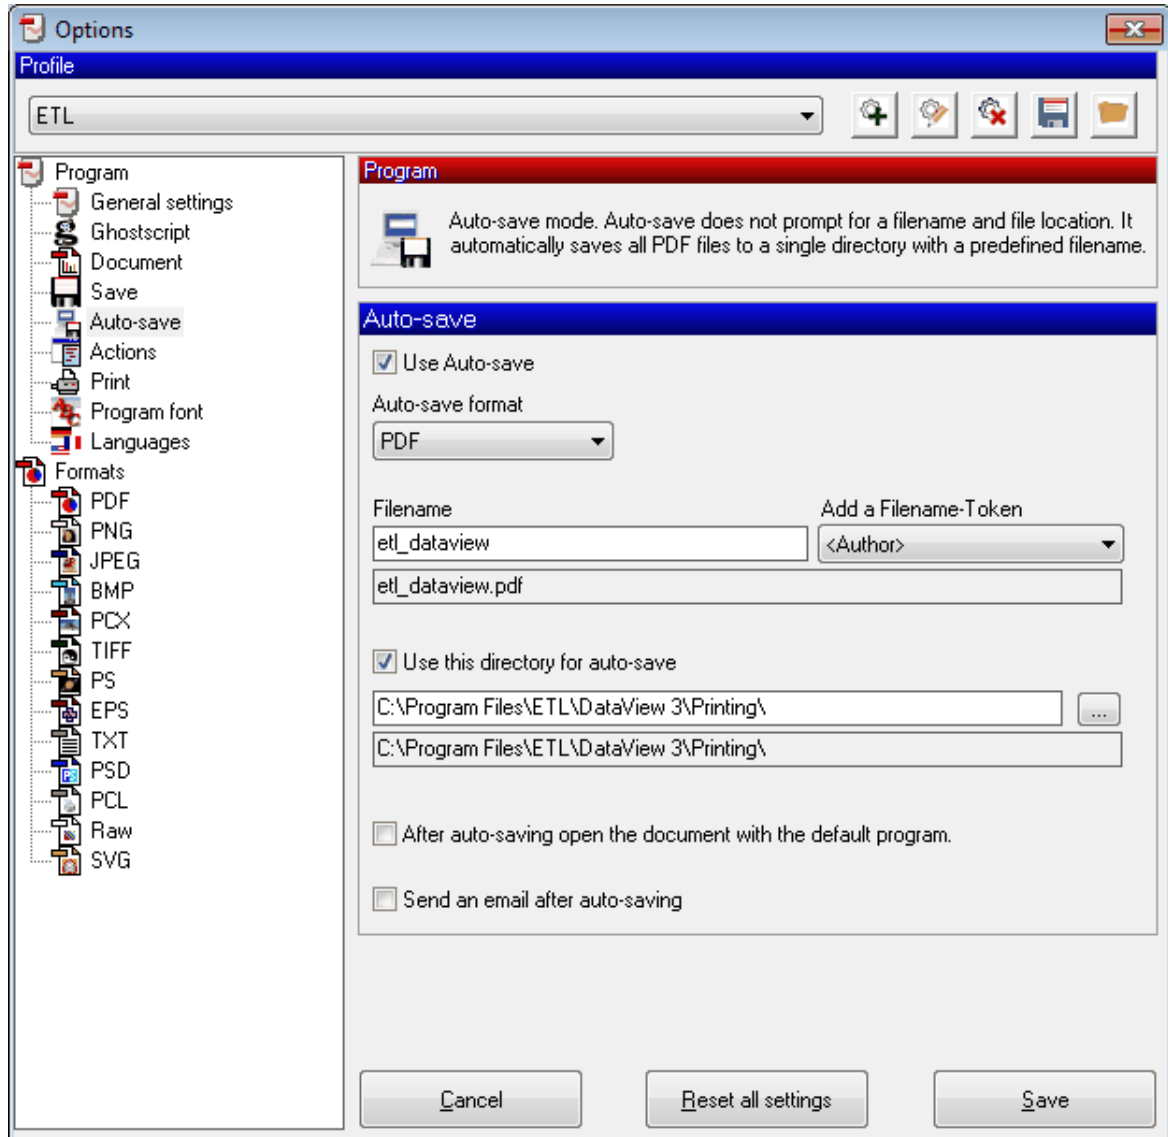 Options
Profile
ETL
Program
General settings
Ghostscript
Document
Save
Auto-save
Actions
Print
Program font
Languages
Formats
PDF
PNG
JPEG
BMP
PCX
TIFF
PS
EPS
TXT
PSD
PCL
Raw
SVG
Program
Auto-save mode. Auto-save does not prompt for a filename and file location. It
automatically saves all PDF files to a single directory with a predefined filename.
Auto-save
Use Auto-save
Auto-save format
PDF
Filename
Add a Filename-Token
etl_dataview
<Author>
etl_dataview.pdf
Use this directory for auto-save
C:\Program Files\ETL\DataView 3\Printing\
...
C:\Program Files\ETL\DataView 3\Printing\
After auto-saving open the document with the default program.
Send an email after auto-saving
Cancel
Reset all settings
Save